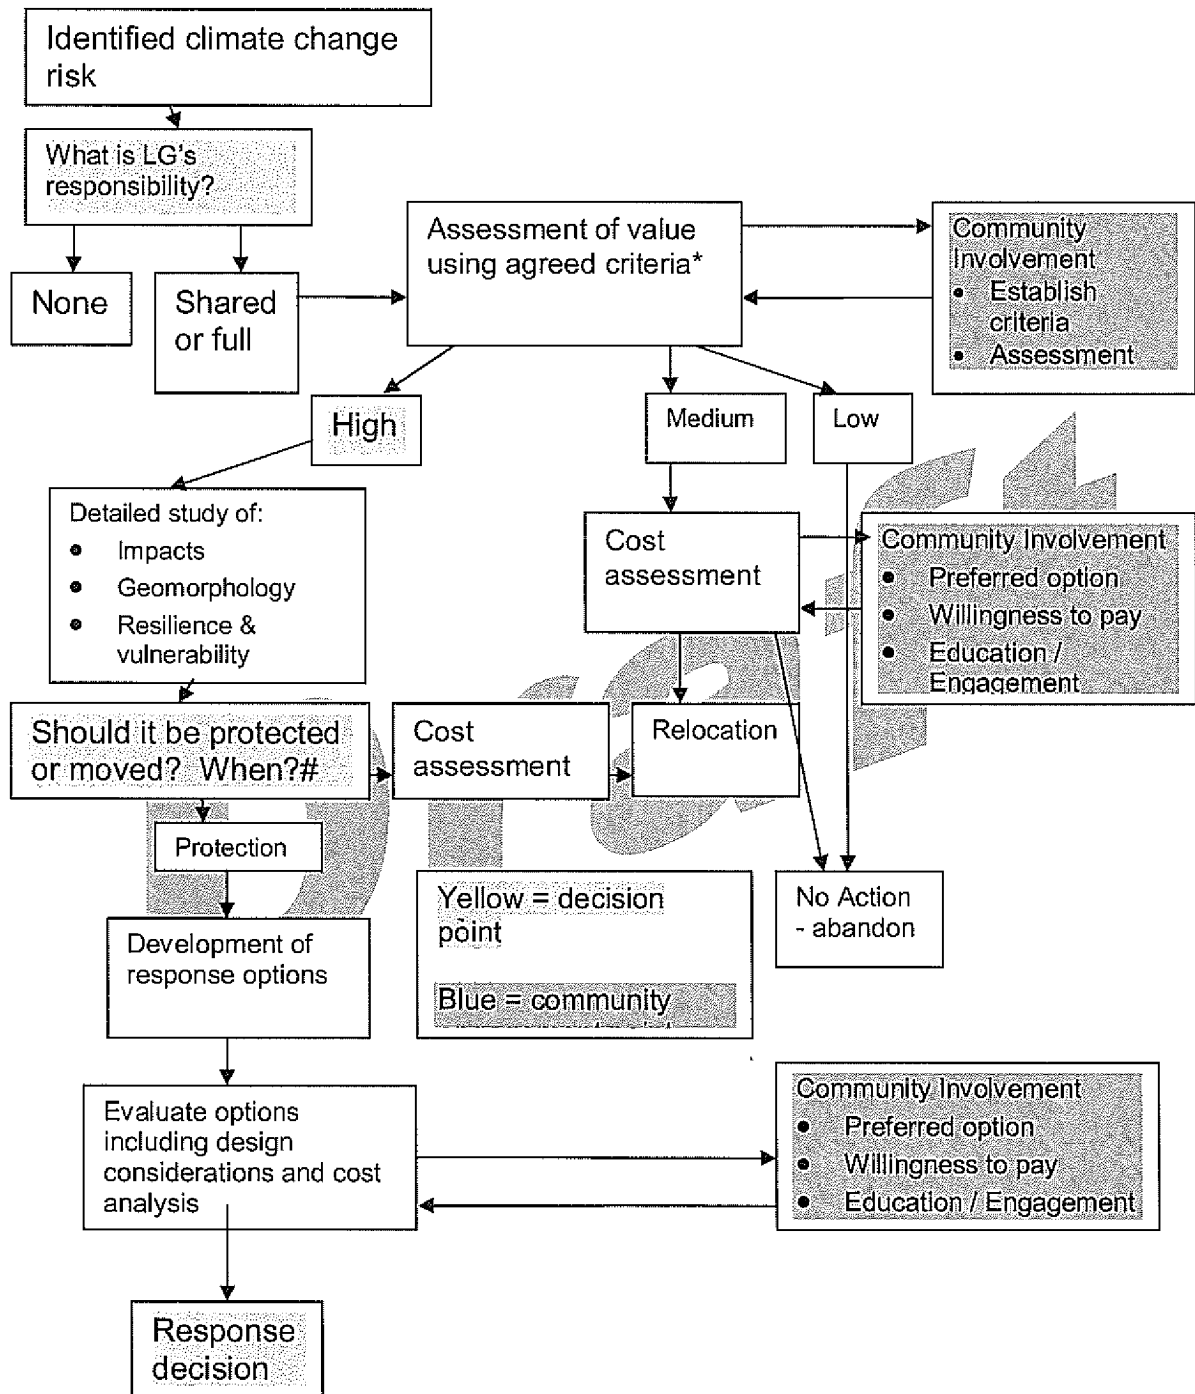 Identified climate change
risk
What is LG's
responsibility?
None
Shared
or full
Assessment of value
using agreed criteria*
Community
Involvement
• Establish
criteria
• Assessment
High
Medium
Low
Detailed study of:
• Impacts
• Geomorphology
• Resilience &
vulnerability
Cost
assessment
Community Involvement
• Preferred option
• Willingness to pay
• Education /
Engagement
Should it be protected
or moved? When?#
Cost
assessment
Relocation
Protection
Yellow = decision
point
Blue = community
No Action
- abandon
Development of
response options
Evaluate options
including design
considerations and cost
analysis
Community Involvement
• Preferred option
• Willingness to pay
• Education / Engagement
Response
decision
Draft